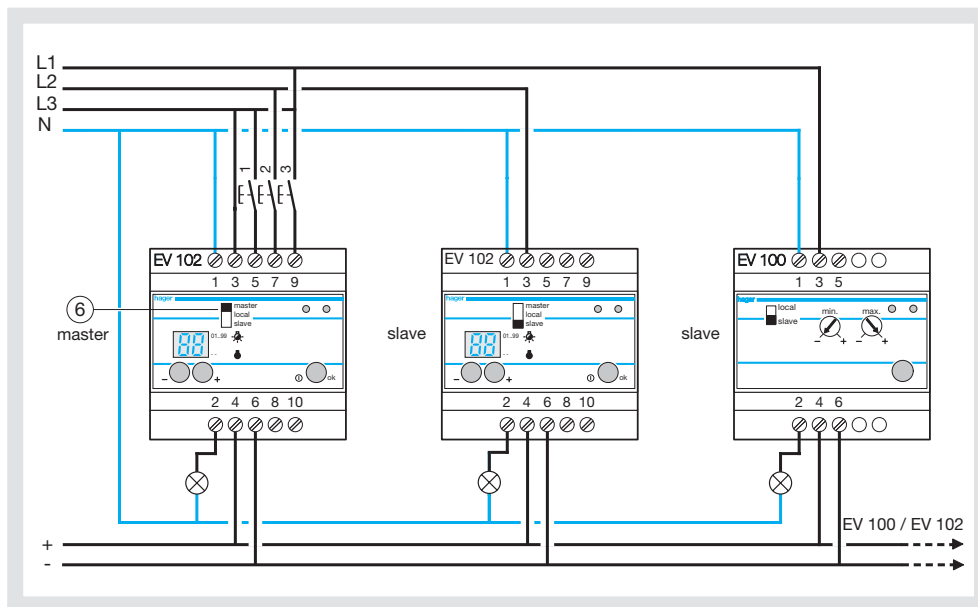 L1
L2
L3
N
1 2 3
EV 102
EV 102
EV 100
1 3 5 7 9
1 3 5 7 9
1 3 5
6
master
slave
slave
hager
master
local
slave
01..99
88
- +
ok
hager
master
local
slave
01..99
88
- +
ok
hager
local
slave
min.
max.
- +
- +
2 4 6 8 10
2 4 6 8 10
2 4 6
EV 100 / EV 102
+
-